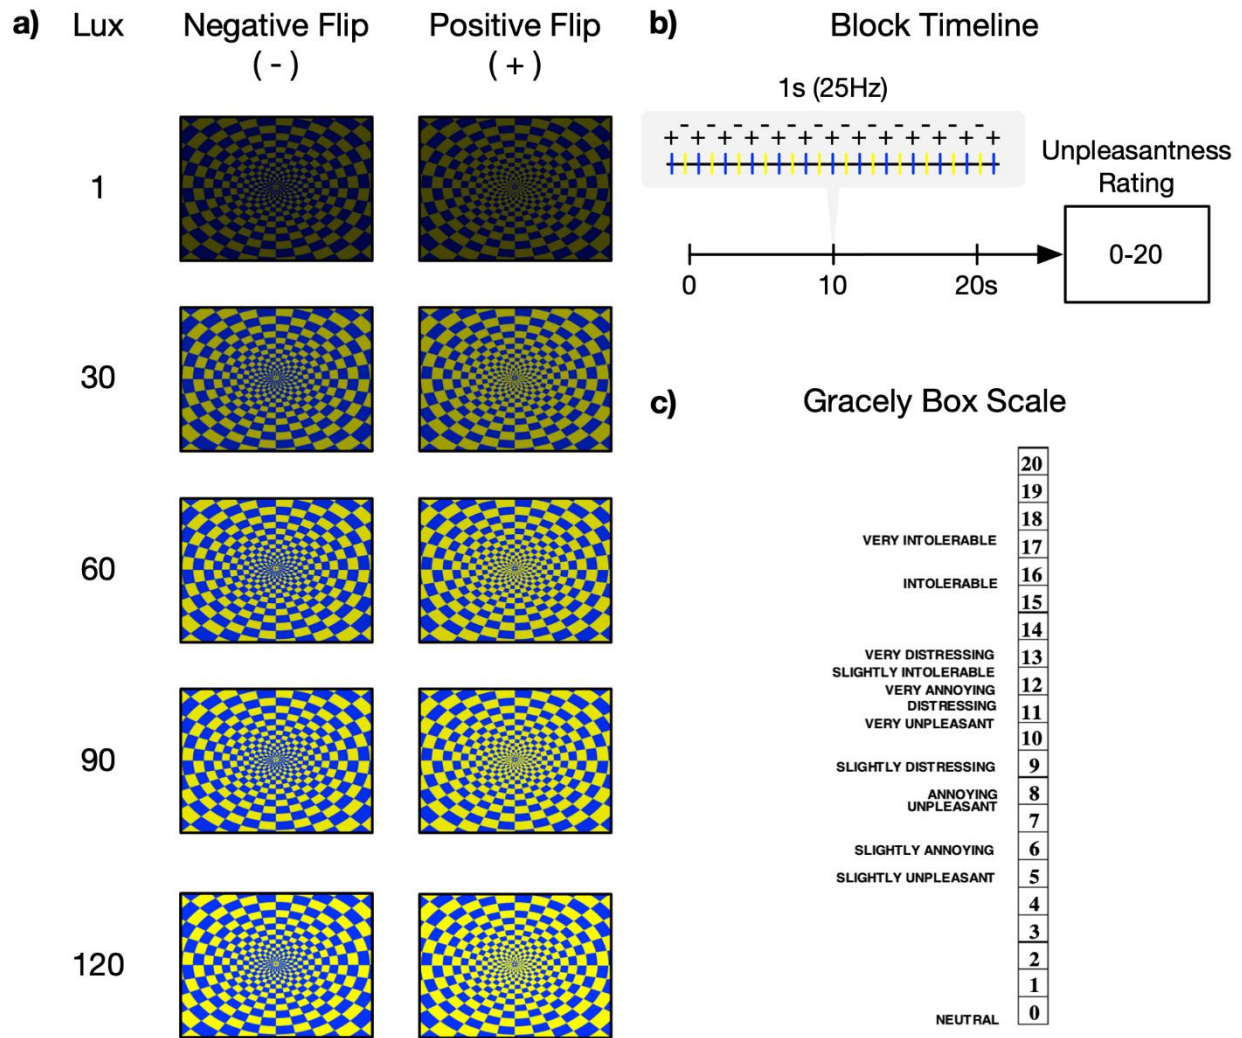 a) Lux Negative Flip Positive Flip
( - ) ( + )
1
30
60
90
120
b) Block Timeline
1s (25Hz)
- - - - - - - - - - - -
+ + + + + + + + + + + + +
Unpleasantness
Rating
0-20
0 10 20s
c) Gracely Box Scale
20
19
18
VERY INTOLERABLE 17
16
INTOLERABLE
15
14
VERY DISTRESSING 13
SLIGHTLY INTOLERABLE
VERY ANNOYING 12
DISTRESSING 11
VERY UNPLEASANT 10
SLIGHTLY DISTRESSING 9
ANNOYING 8
UNPLEASANT
7
SLIGHTLY ANNOYING 6
SLIGHTLY UNPLEASANT 5
4
3
2
1
NEUTRAL 0